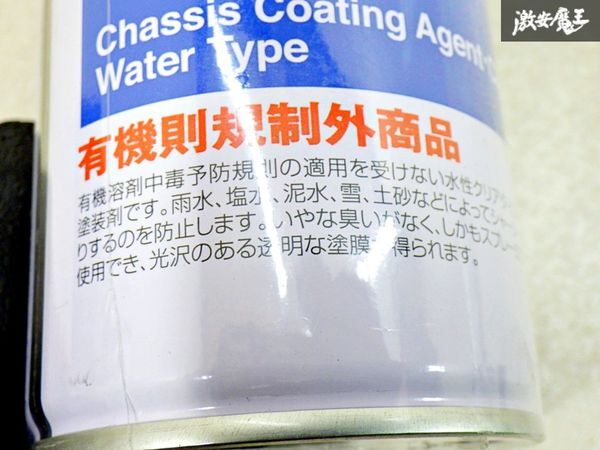 激安魔王
Chassis Coating Agent
Water Type
有機則規制外商品
有機溶剤中毒予防規則の適用を受けない水性クリアタ
塗装剤です。雨水、塩水、泥水、雪、土砂などによってシャ
りするのを防止します。いやな臭いがなく、しかもスプレー
使用でき、光沢のある透明な塗膜が得られます。